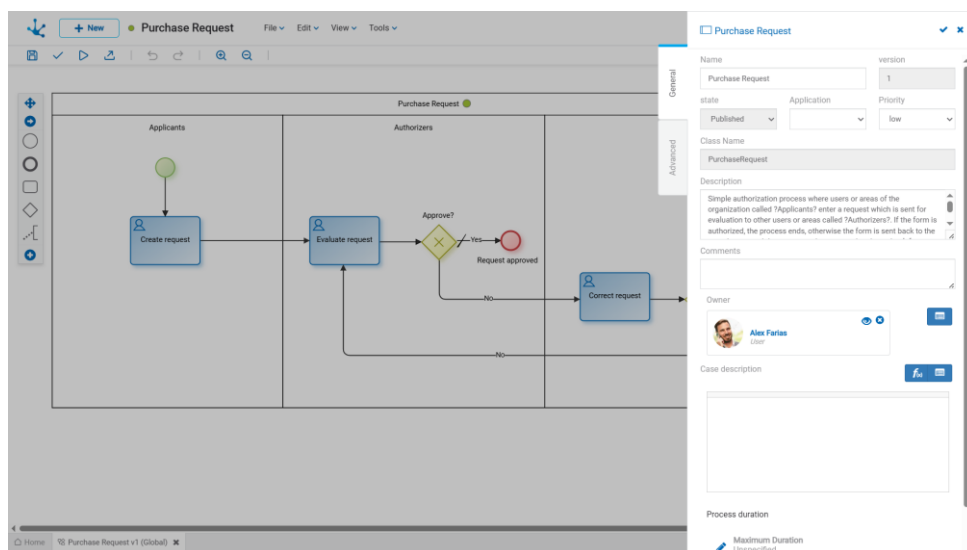 + New
Purchase Request
File
Edit
View
Tools
Purchase Request
Applicants
Authorizers
Create request
Evaluate request
Approve?
Yes
Request approved
No
Correct request
No
Home
Purchase Request v1 (Global)
General
Advanced
Purchase Request
Name
version
Purchase Request
1
state
Application
Priority
Published
low
Class Name
PurchaseRequest
Description
Simple authorization process where users or areas of the
organization called ?Applicants? enter a request which is sent for
evaluation to other users or areas called ?Authorizers?. If the form is
authorized, the process ends, otherwise the form is sent back to the
Comments
Owner
Alex Farias
User
Case description
Process duration
Maximum Duration
Unspecified